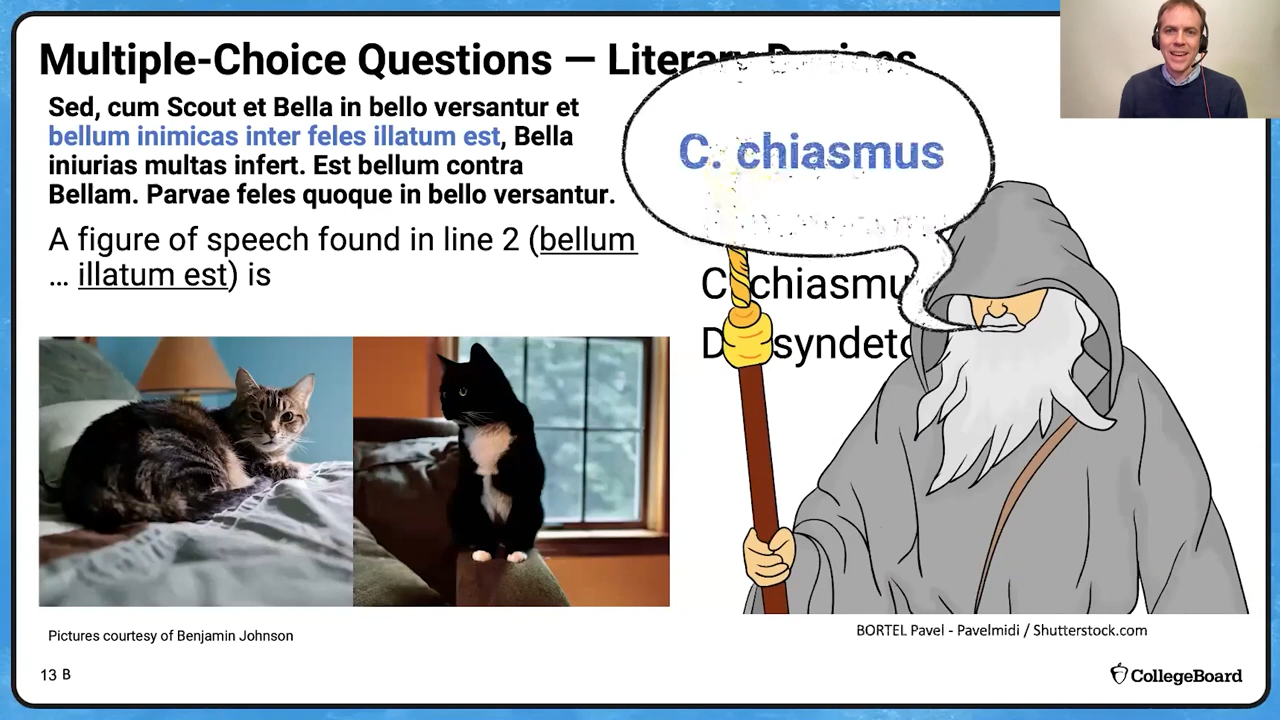 Multiple-Choice Questions — Literary Devices
Sed, cum Scout et Bella in bello versantur et
bellum inimicas inter feles illatum est, Bella
iniurias multas infert. Est bellum contra
Bellam. Parvae feles quoque in bello versantur.
A figure of speech found in line 2 (bellum
... illatum est) is
C. chiasmus
C chiasmu
D syndeto
Pictures courtesy of Benjamin Johnson
BORTEL Pavel - Pavelmidi / Shutterstock.com
13 B
CollegeBoard